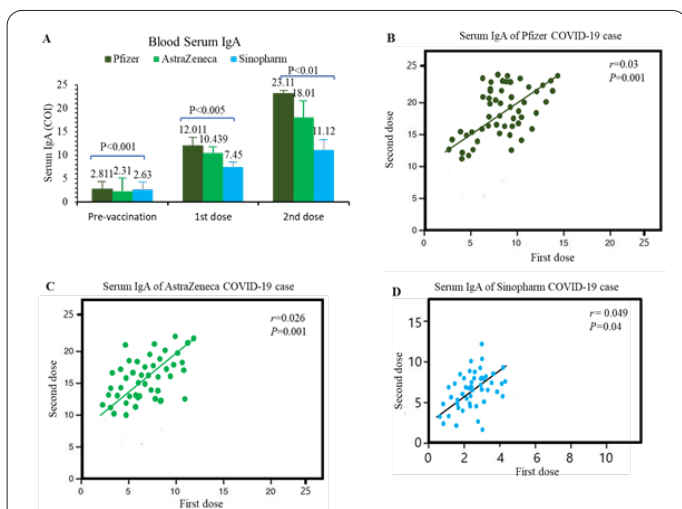 A
Blood Serum IgA
Pfizer AstraZeneca Sinopharm
Serum IgA (COI)
25
20
15
10
5
0
P<0.001
P<0.005
P<0.01
2.811 2.31 2.63
12.011 10.439 7.45
23.11 18.01 11.12
Pre-vaccination 1st dose 2nd dose
B
Serum IgA of Pfizer COVID-19 case
r=0.03
P=0.001
Second dose
25
20
15
10
5
0
0 5 10 15 20 25
First dose
C
Serum IgA of AstraZeneca COVID-19 case
r=0.026
P=0.001
Second dose
25
20
15
10
5
0
0 5 10 15 20 25
First dose
D
Serum IgA of Sinopharm COVID-19 case
r= 0.049
P=0.04
Second dose
15
10
5
0
0 2 4 6 8 10
First dose